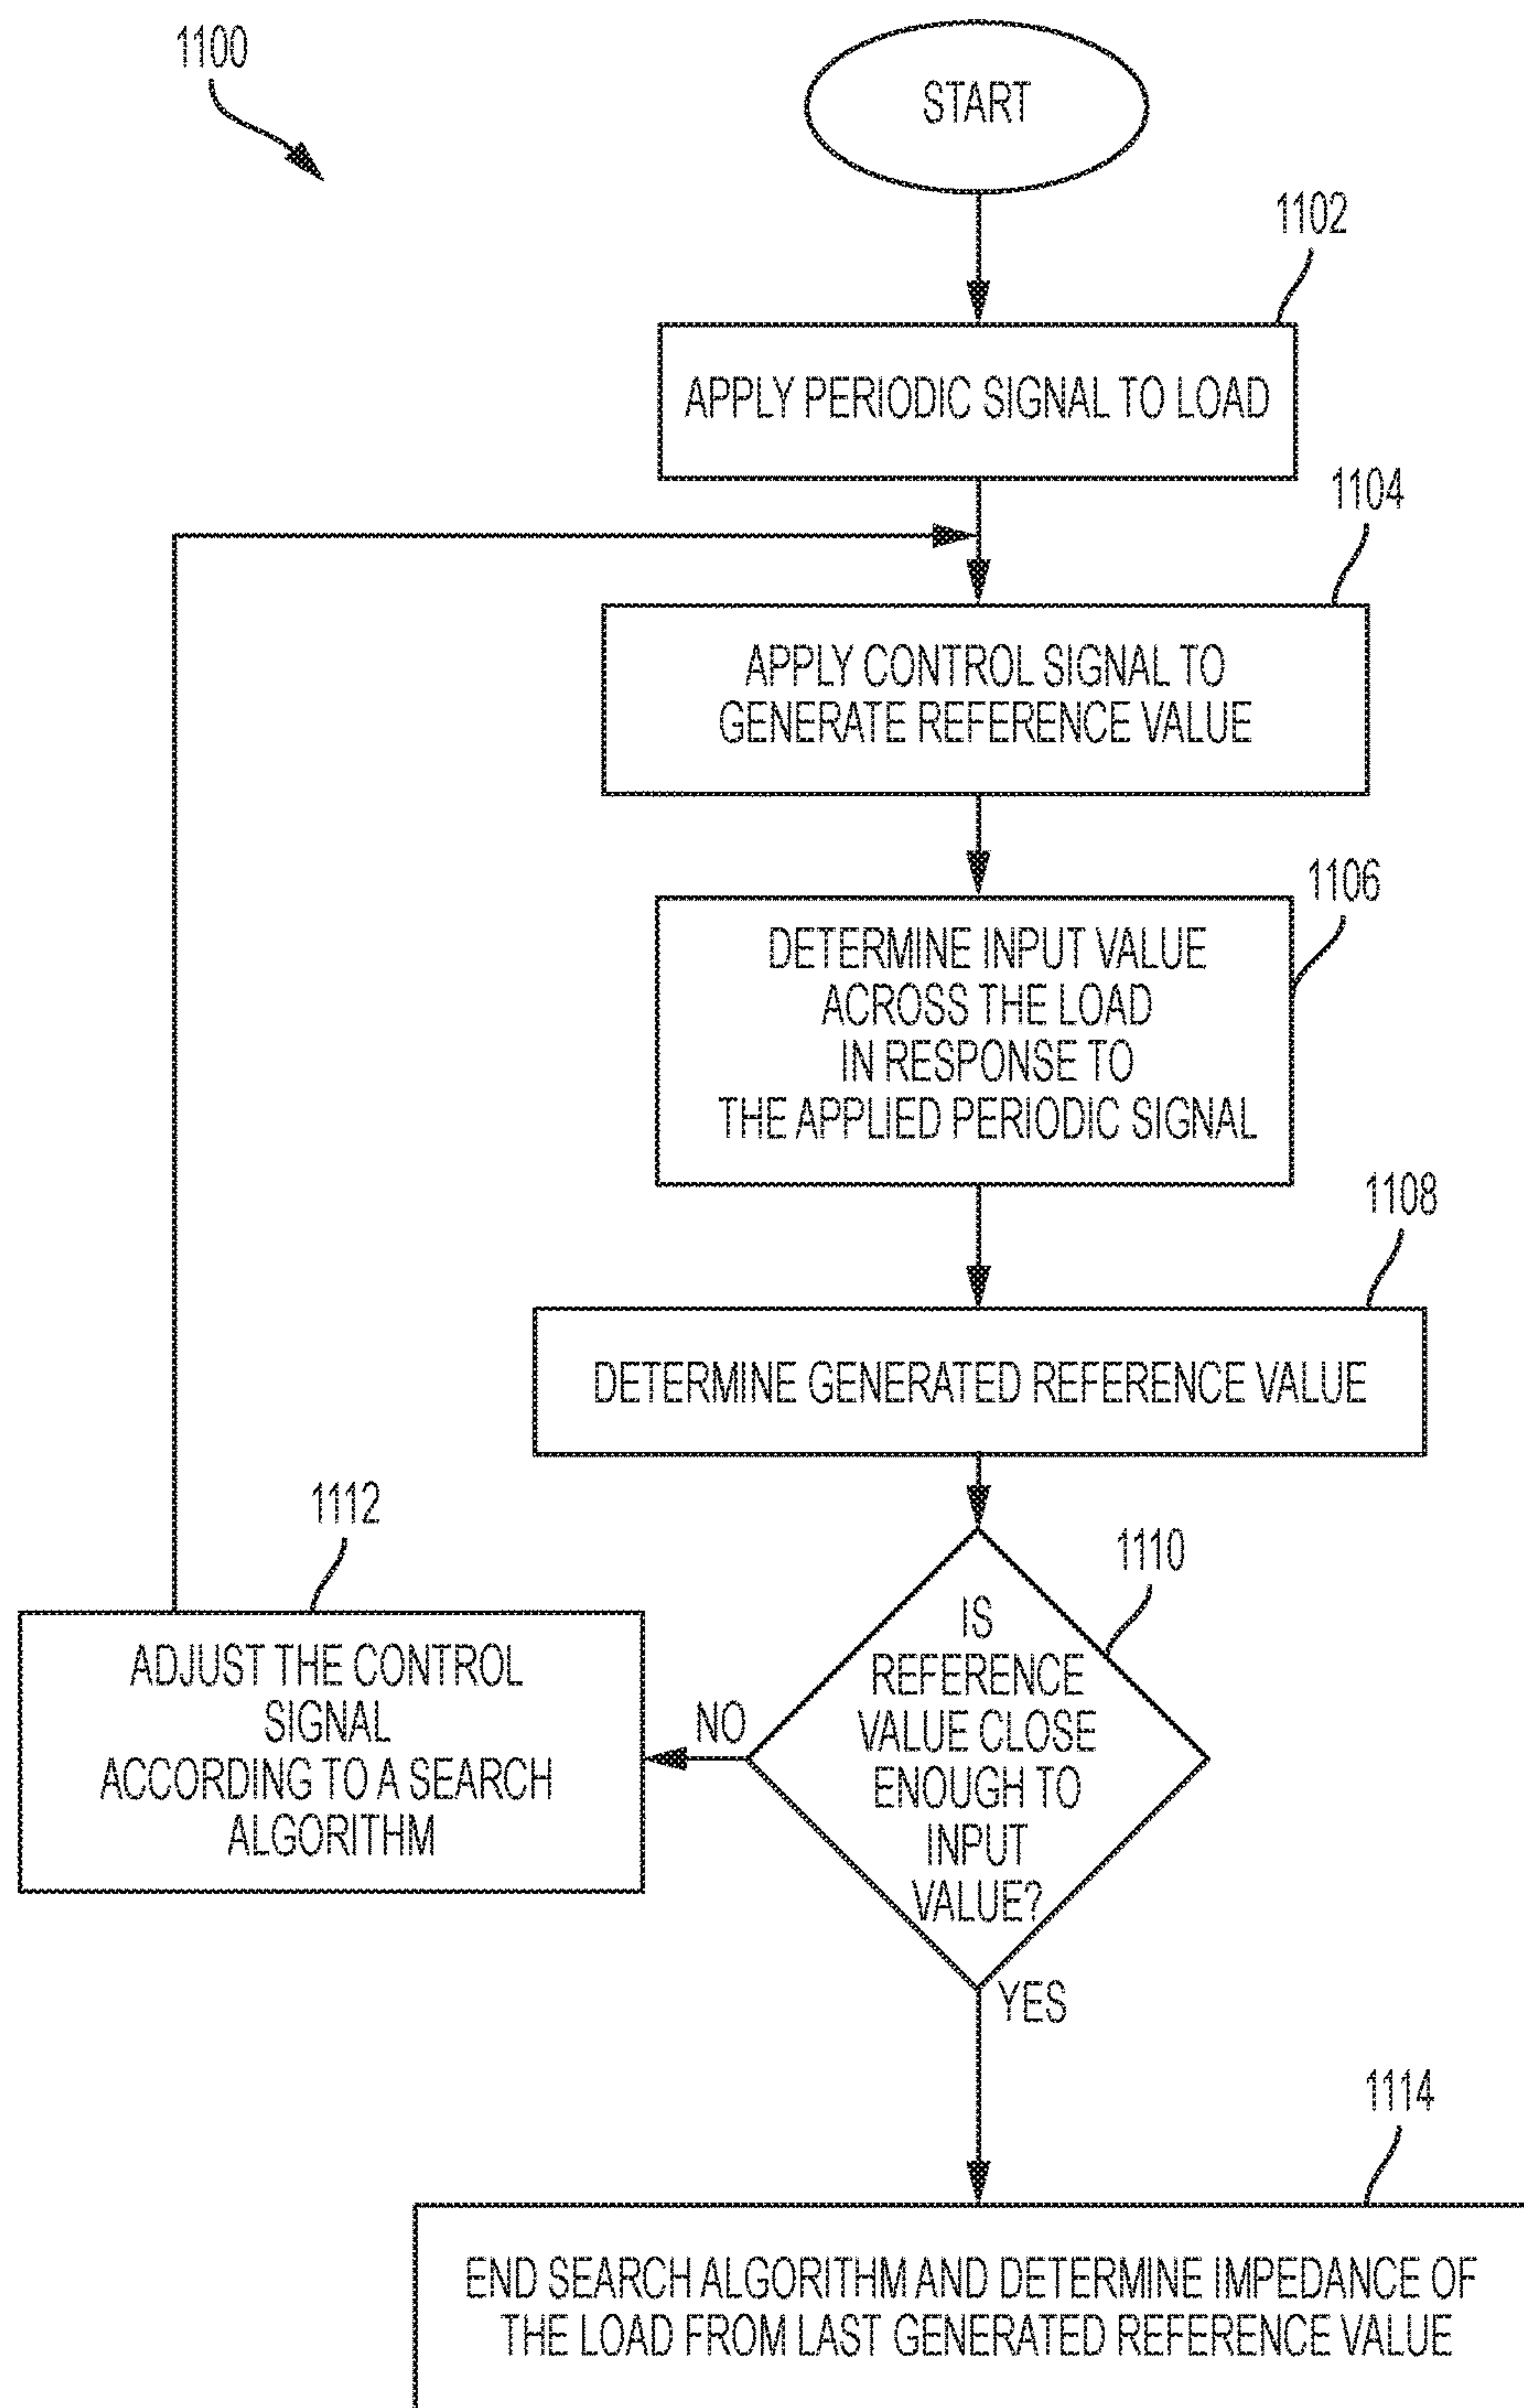 1100
START
1102
APPLY PERIODIC SIGNAL TO LOAD
1104
APPLY CONTROL SIGNAL TO
GENERATE REFERENCE VALUE
1106
DETERMINE INPUT VALUE
ACROSS THE LOAD
IN RESPONSE TO
THE APPLIED PERIODIC SIGNAL
1108
DETERMINE GENERATED REFERENCE VALUE
1110
IS
REFERENCE
VALUE CLOSE
ENOUGH TO
INPUT
VALUE?
NO
1112
ADJUST THE CONTROL
SIGNAL
ACCORDING TO A SEARCH
ALGORITHM
YES
1114
END SEARCH ALGORITHM AND DETERMINE IMPEDANCE OF
THE LOAD FROM LAST GENERATED REFERENCE VALUE